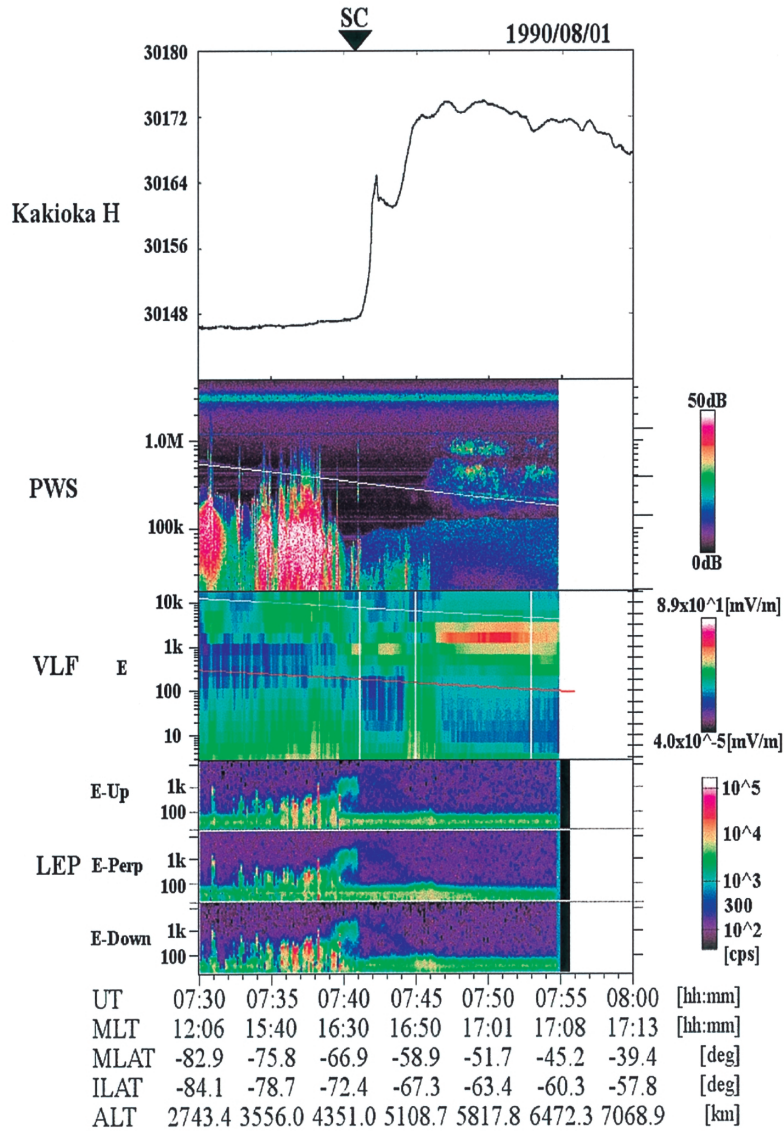 SC
1990/08/01
30180
30172
30164
30156
30148
Kakioka H
PWS
1.0M
100k
50dB
0dB
VLF E
10k
1k
100
10
8.9x10^1[mV/m]
4.0x10^-5[mV/m]
LEP
E-Up
1k
100
E-Perp
1k
100
E-Down
1k
100
10^5
10^4
10^3
300
10^2
[cps]
UT 07:30 07:35 07:40 07:45 07:50 07:55 08:00 [hh:mm]
MLT 12:06 15:40 16:30 16:50 17:01 17:08 17:13 [hh:mm]
MLAT -82.9 -75.8 -66.9 -58.9 -51.7 -45.2 -39.4 [deg]
ILAT -84.1 -78.7 -72.4 -67.3 -63.4 -60.3 -57.8 [deg]
ALT 2743.4 3556.0 4351.0 5108.7 5817.8 6472.3 7068.9 [km]